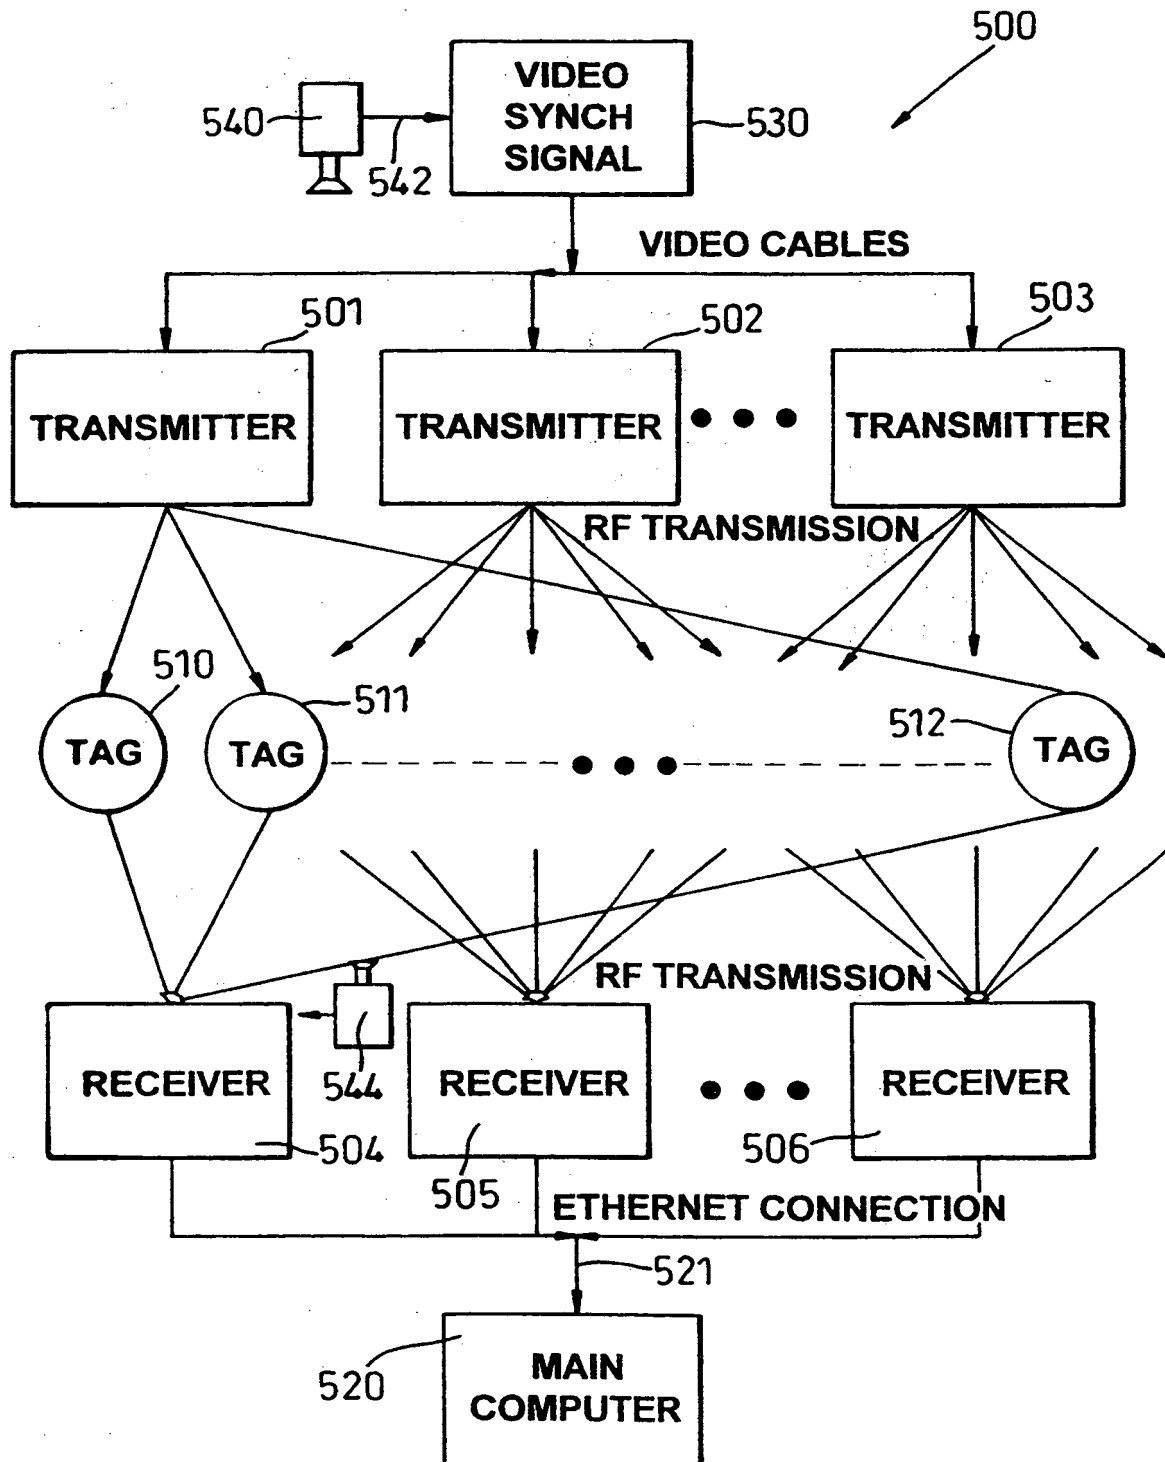 500
VIDEO
SYNCH
SIGNAL
540
542
530
VIDEO CABLES
501
502
503
TRANSMITTER
TRANSMITTER
TRANSMITTER
RF TRANSMISSION
510
511
512
TAG
TAG
TAG
RF TRANSMISSION
RECEIVER
544
RECEIVER
RECEIVER
504
505
506
ETHERNET CONNECTION
521
520
MAIN
COMPUTER